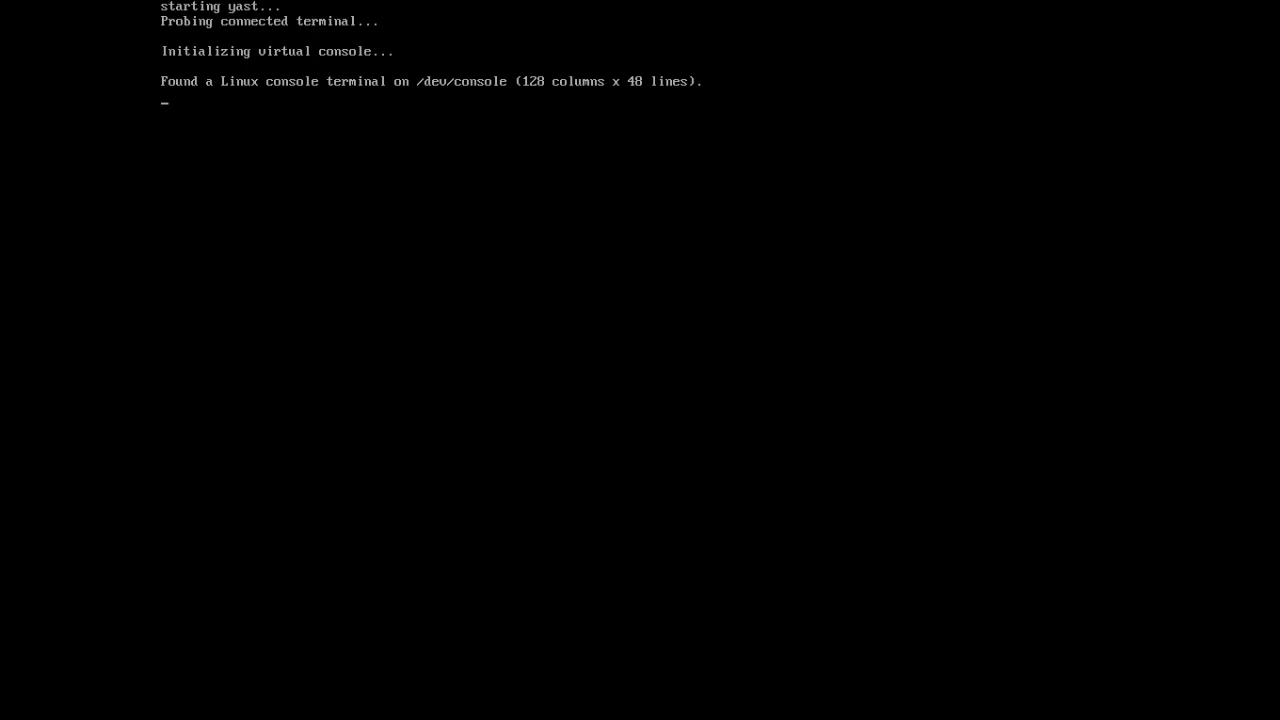 starting yast...
Probing connected terminal...
Initializing virtual console...
Found a Linux console terminal on /dev/console (128 columns x 48 lines).